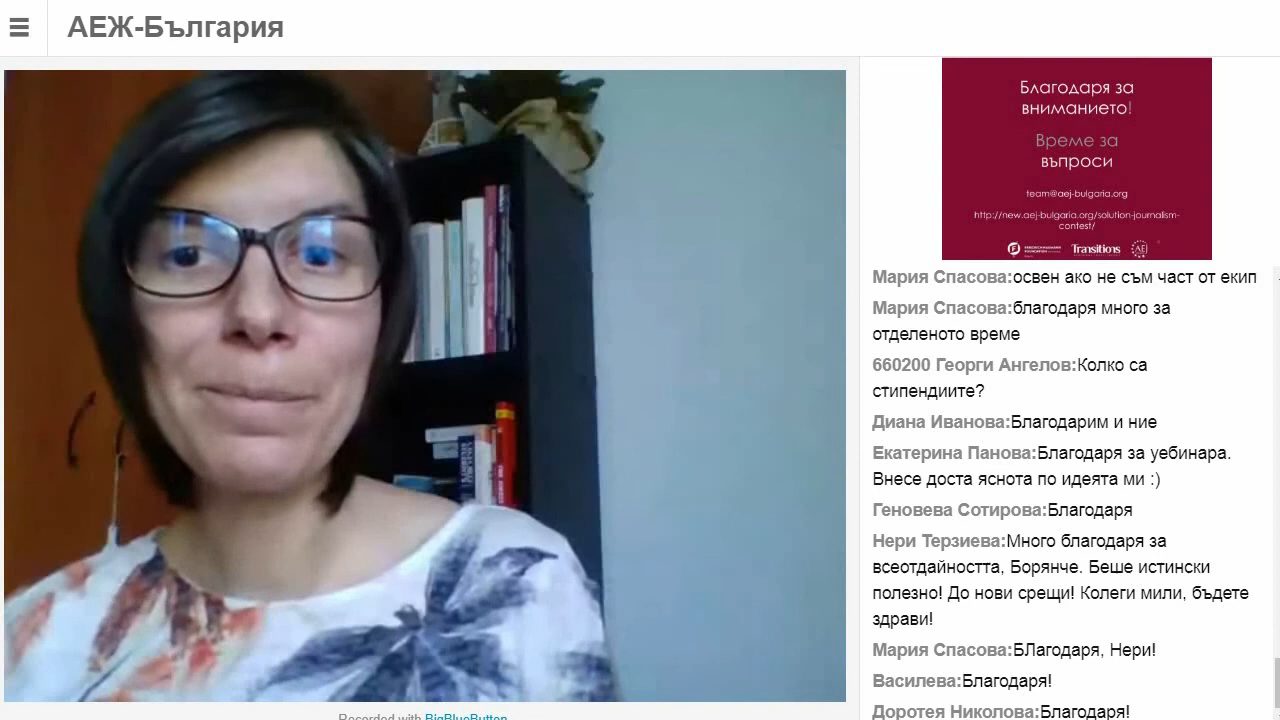 АЕЖ-България
Благодаря за
вниманието!
Време за
въпроси
team@aej-bulgaria.org
http://new.aej-bulgaria.org/solution-journalism-
contest/
Transitions
Мария Спасова:освен ако не съм част от екип
Мария Спасова:благодаря много за
отделеното време
660200 Георги Ангелов:Колко са
стипендиите?
Диана Иванова:Благодарим и ние
Екатерина Панова:Благодаря за уебинара.
Внесе доста яснота по идеята ми :)
Геновева Сотирова:Благодаря
Нери Терзиева:Много благодаря за
всеотдайността, Борянче. Беше истински
полезно! До нови срещи! Колеги мили, бъдете
здрави!
Мария Спасова:БЛагодаря, Нери!
Василева:Благодаря!
Доротея Николова:Благодаря!
Recorded with BigBlueButton